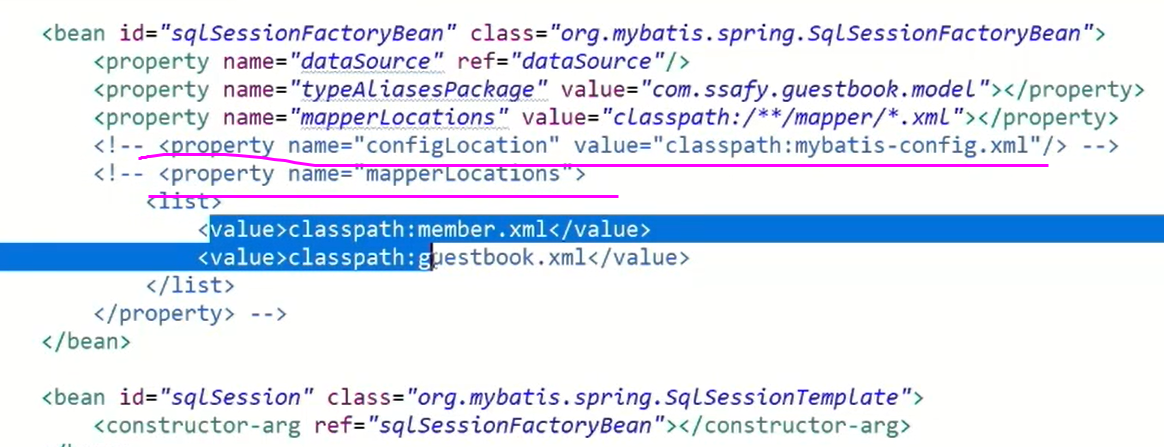 <bean id="sqlSessionFactoryBean" class="org.mybatis.spring.SqlSessionFactoryBean">
<property name="dataSource" ref="dataSource"/>
<property name="typeAliasesPackage" value="com.ssafy.guestbook.model"></property>
<property name="mapperLocations" value="classpath:/**/mapper/*.xml"></property>
<!-- <property name="configLocation" value="classpath:mybatis-config.xml"/> -->
<!-- <property name="mapperLocations">
<list>
<value>classpath:member.xml</value>
<value>classpath:guestbook.xml</value>
</list>
</property> -->
</bean>
<bean id="sqlSession" class="org.mybatis.spring.SqlSessionTemplate">
<constructor-arg ref="sqlSessionFactoryBean"></constructor-arg>